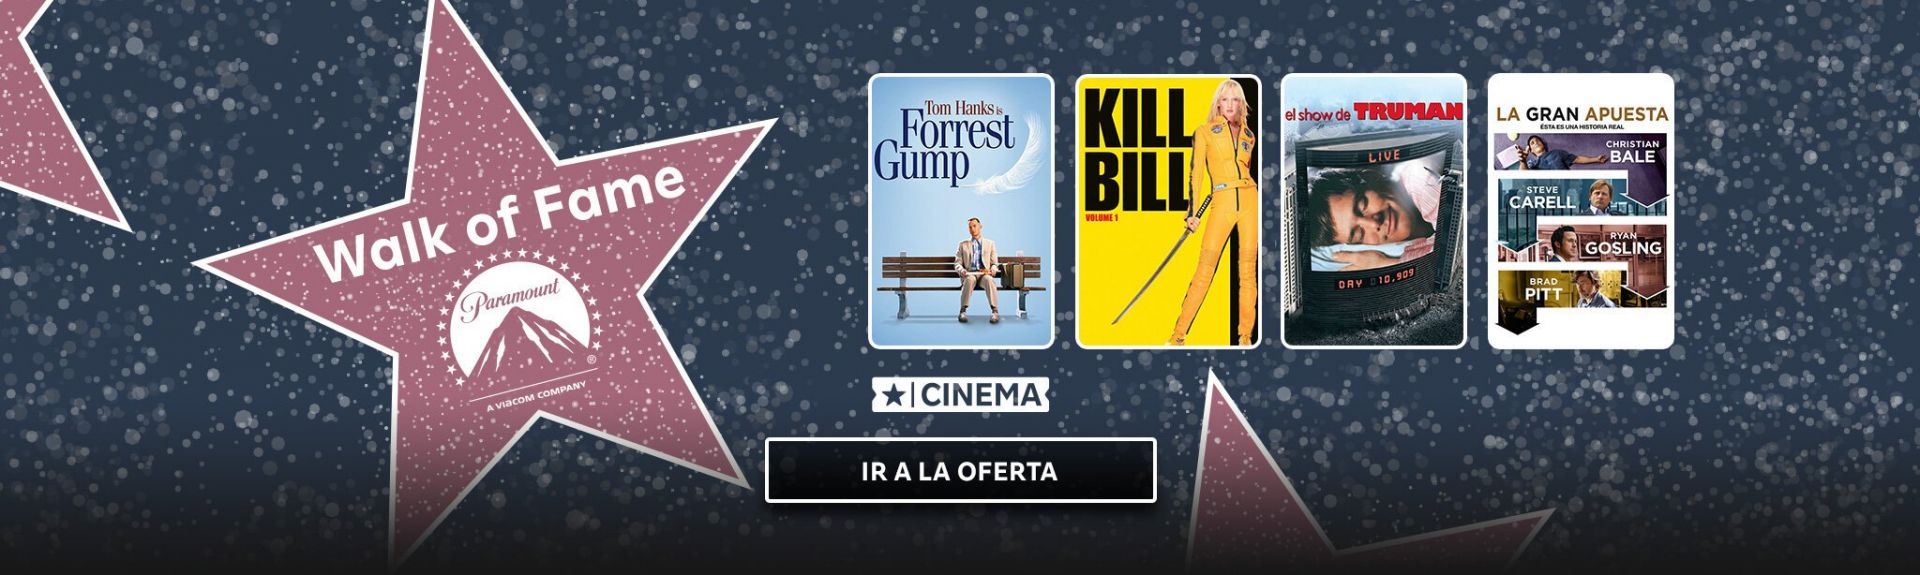 Walk of Fame
Paramount
®
A VIACOM COMPANY
Tom Hanks is
Forrest
Gump
KILL
BILL
VOLUME 1
el show de TRUMAN
LIVE
DAY 10,909
LA GRAN APUESTA
ÉSTA ES UNA HISTORIA REAL
CHRISTIAN
BALE
STEVE
CARELL
RYAN
GOSLING
BRAD
PITT
CINEMA
IR A LA OFERTA